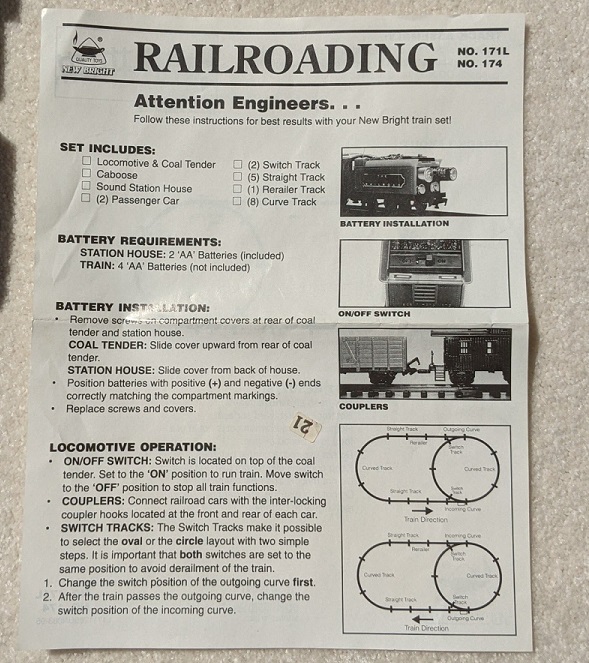 QUALITY TOYS
NEW BRIGHT
®
RAILROADING
NO. 171L
NO. 174
Attention Engineers. . .
Follow these instructions for best results with your New Bright train set!
SET INCLUDES:
☐ Locomotive & Coal Tender
☐ Caboose
☐ Sound Station House
☐ (2) Passenger Car
☐ (2) Switch Track
☐ (5) Straight Track
☐ (1) Rerailer Track
☐ (8) Curve Track
BATTERY INSTALLATION
BATTERY REQUIREMENTS:
STATION HOUSE: 2 'AA' Batteries (included)
TRAIN: 4 'AA' Batteries (not included)
ON/OFF SWITCH
BATTERY INSTALLATION:
• Remove screws on compartment covers at rear of coal
tender and station house.
COAL TENDER: Slide cover upward from rear of coal
tender.
STATION HOUSE: Slide cover from back of house.
• Position batteries with positive (+) and negative (-) ends
correctly matching the compartment markings.
• Replace screws and covers.
COUPLERS
21
LOCOMOTIVE OPERATION:
• ON/OFF SWITCH: Switch is located on top of the coal
tender. Set to the 'ON' position to run train. Move switch
to the 'OFF' position to stop all train functions.
• COUPLERS: Connect railroad cars with the inter-locking
coupler hooks located at the front and rear of each car.
• SWITCH TRACKS: The Switch Tracks make it possible
to select the oval or the circle layout with two simple
steps. It is important that both switches are set to the
same position to avoid derailment of the train.
1. Change the switch position of the outgoing curve first.
2. After the train passes the outgoing curve, change the
switch position of the incoming curve.
Straight Track
Outgoing Curve
Rerailer
Switch
Track
Curved Track
Curved Track
Straight Track
Switch
Track
Incoming Curve
Train Direction
Straight Track
Incoming Curve
Rerailer
Switch
Track
Curved Track
Curved Track
Straight Track
Switch
Track
Outgoing Curve
Train Direction